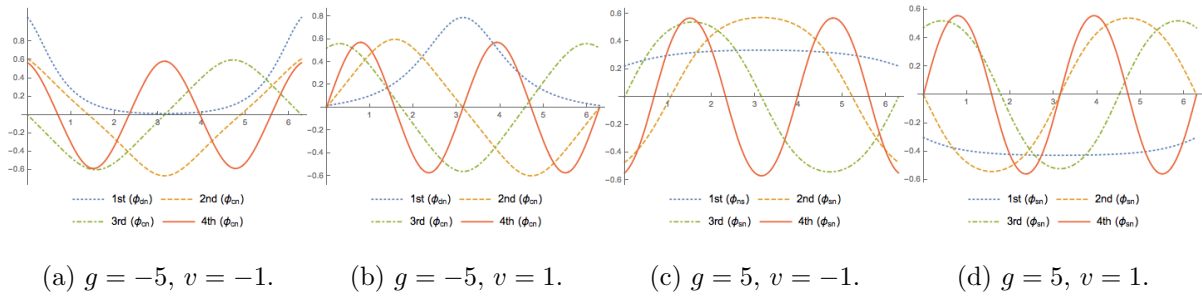 1.0
0.8
0.6
0.4
0.2
-0.2
-0.4
-0.6
1 2 3 4 5 6
1st (ϕdn) 2nd (ϕcn)
3rd (ϕcn) 4th (ϕcn)
(a) g = −5, v = −1.
0.8
0.6
0.4
0.2
-0.2
-0.4
-0.6
1 2 3 4 5 6
1st (ϕdn) 2nd (ϕcn)
3rd (ϕcn) 4th (ϕcn)
(b) g = −5, v = 1.
0.6
0.4
0.2
-0.2
-0.4
-0.6
1 2 3 4 5 6
1st (ϕns) 2nd (ϕsn)
3rd (ϕsn) 4th (ϕsn)
(c) g = 5, v = −1.
0.6
0.4
0.2
-0.2
-0.4
-0.6
1 2 3 4 5 6
1st (ϕsn) 2nd (ϕsn)
3rd (ϕsn) 4th (ϕsn)
(d) g = 5, v = 1.